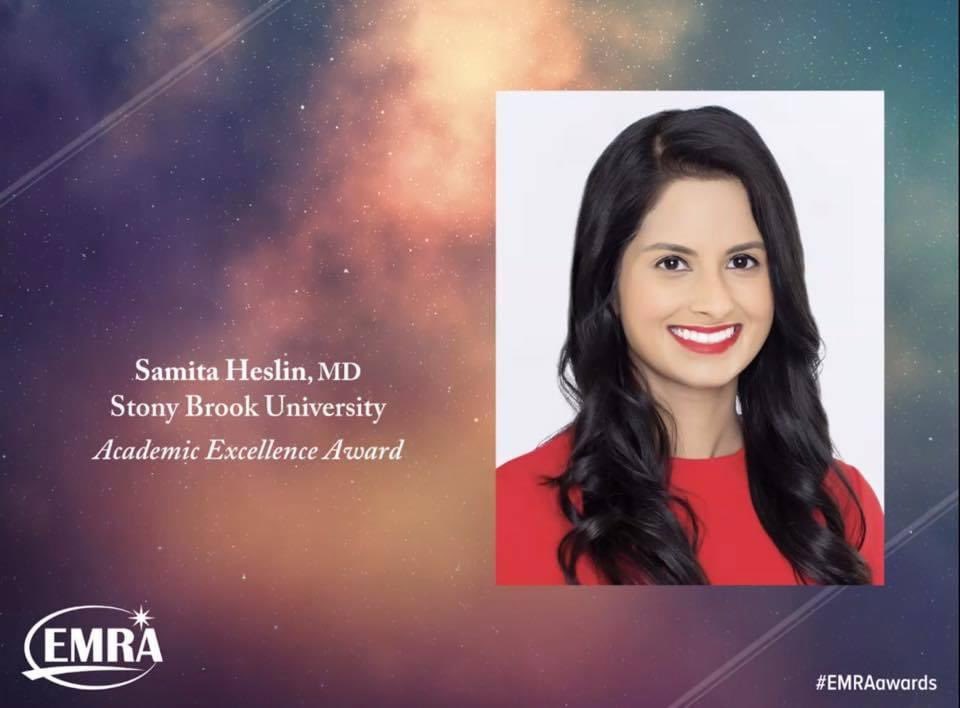 Samita Heslin, MD
Stony Brook University
Academic Excellence Award
EMRA
#EMRAawards